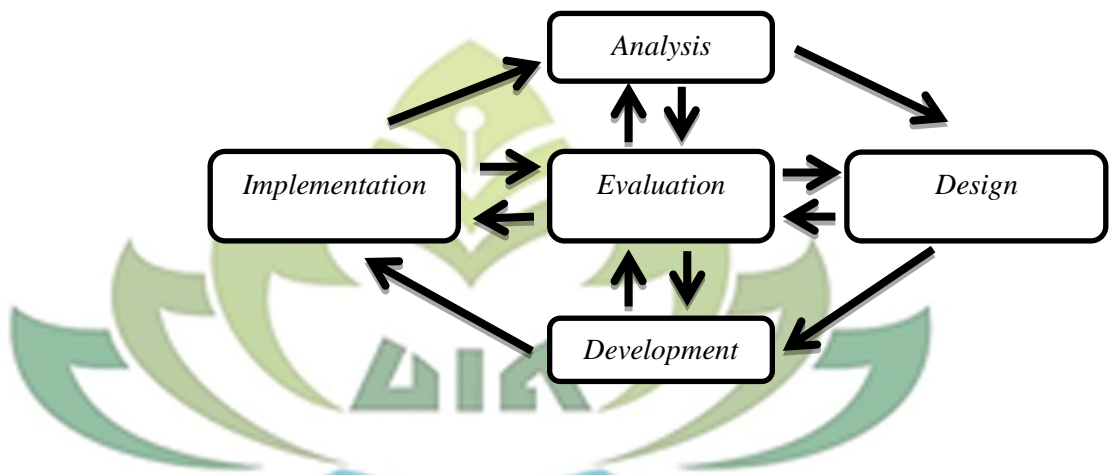 Analysis
Implementation
Evaluation
Design
Development